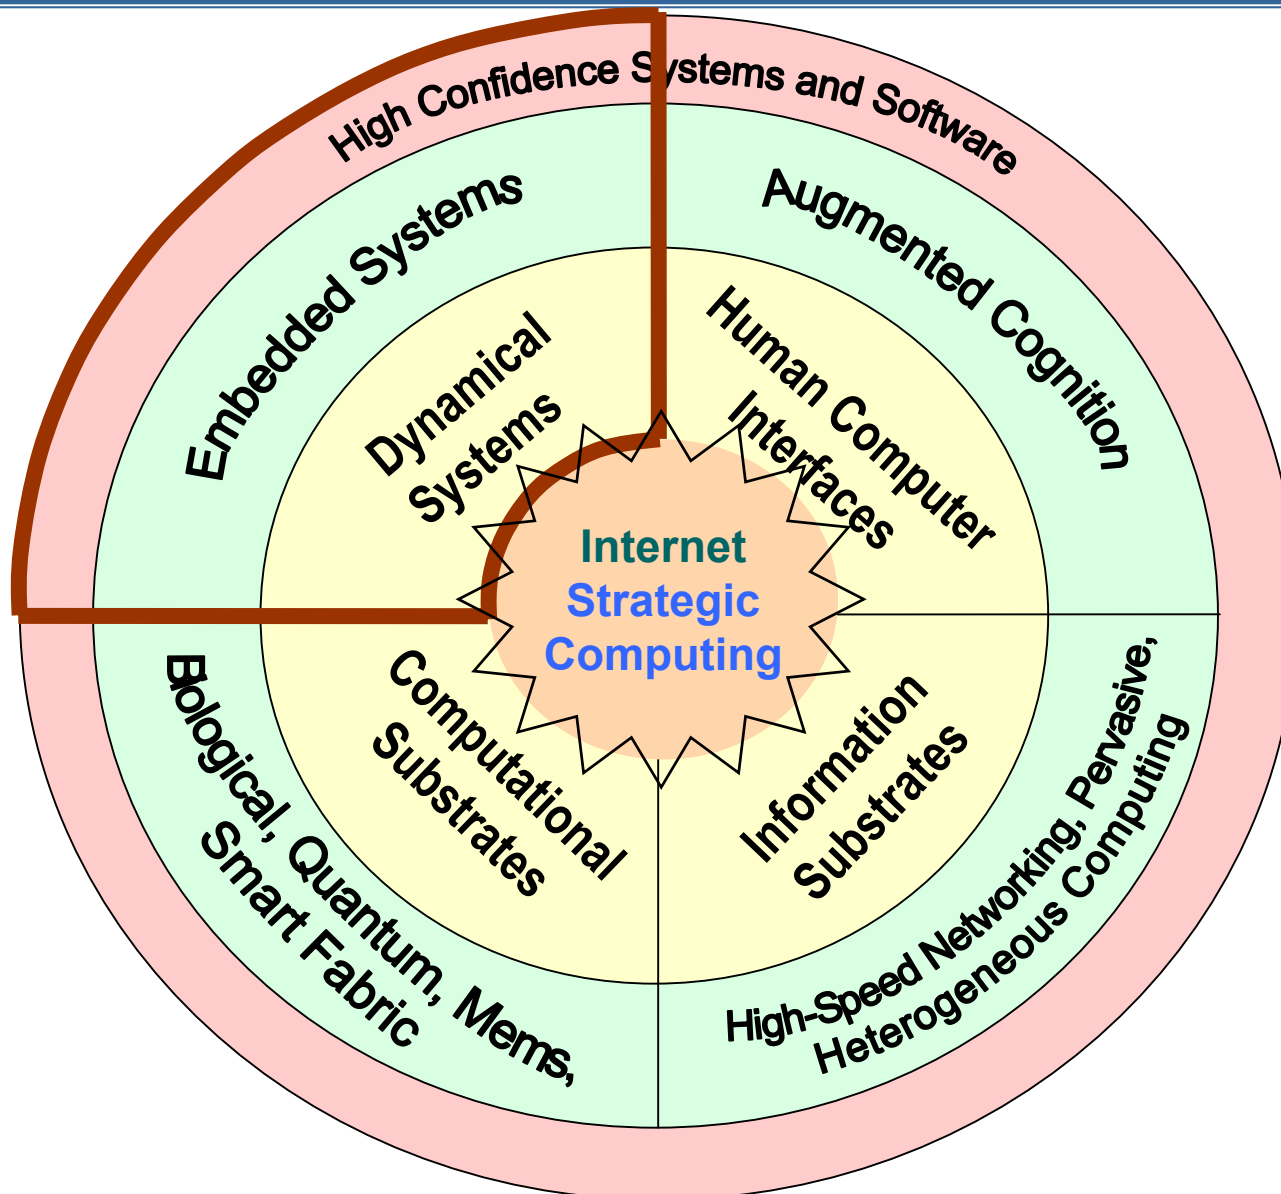 High Confidence Systems and Software
Embedded Systems
Augmented Cognition
Dynamical
Systems
Human Computer
Interfaces
Internet
Strategic
Computing
Computational
Substrates
Information
Substrates
Biological, Quantum, Mems,
Smart Fabric
High-Speed Networking, Pervasive,
Heterogeneous Computing